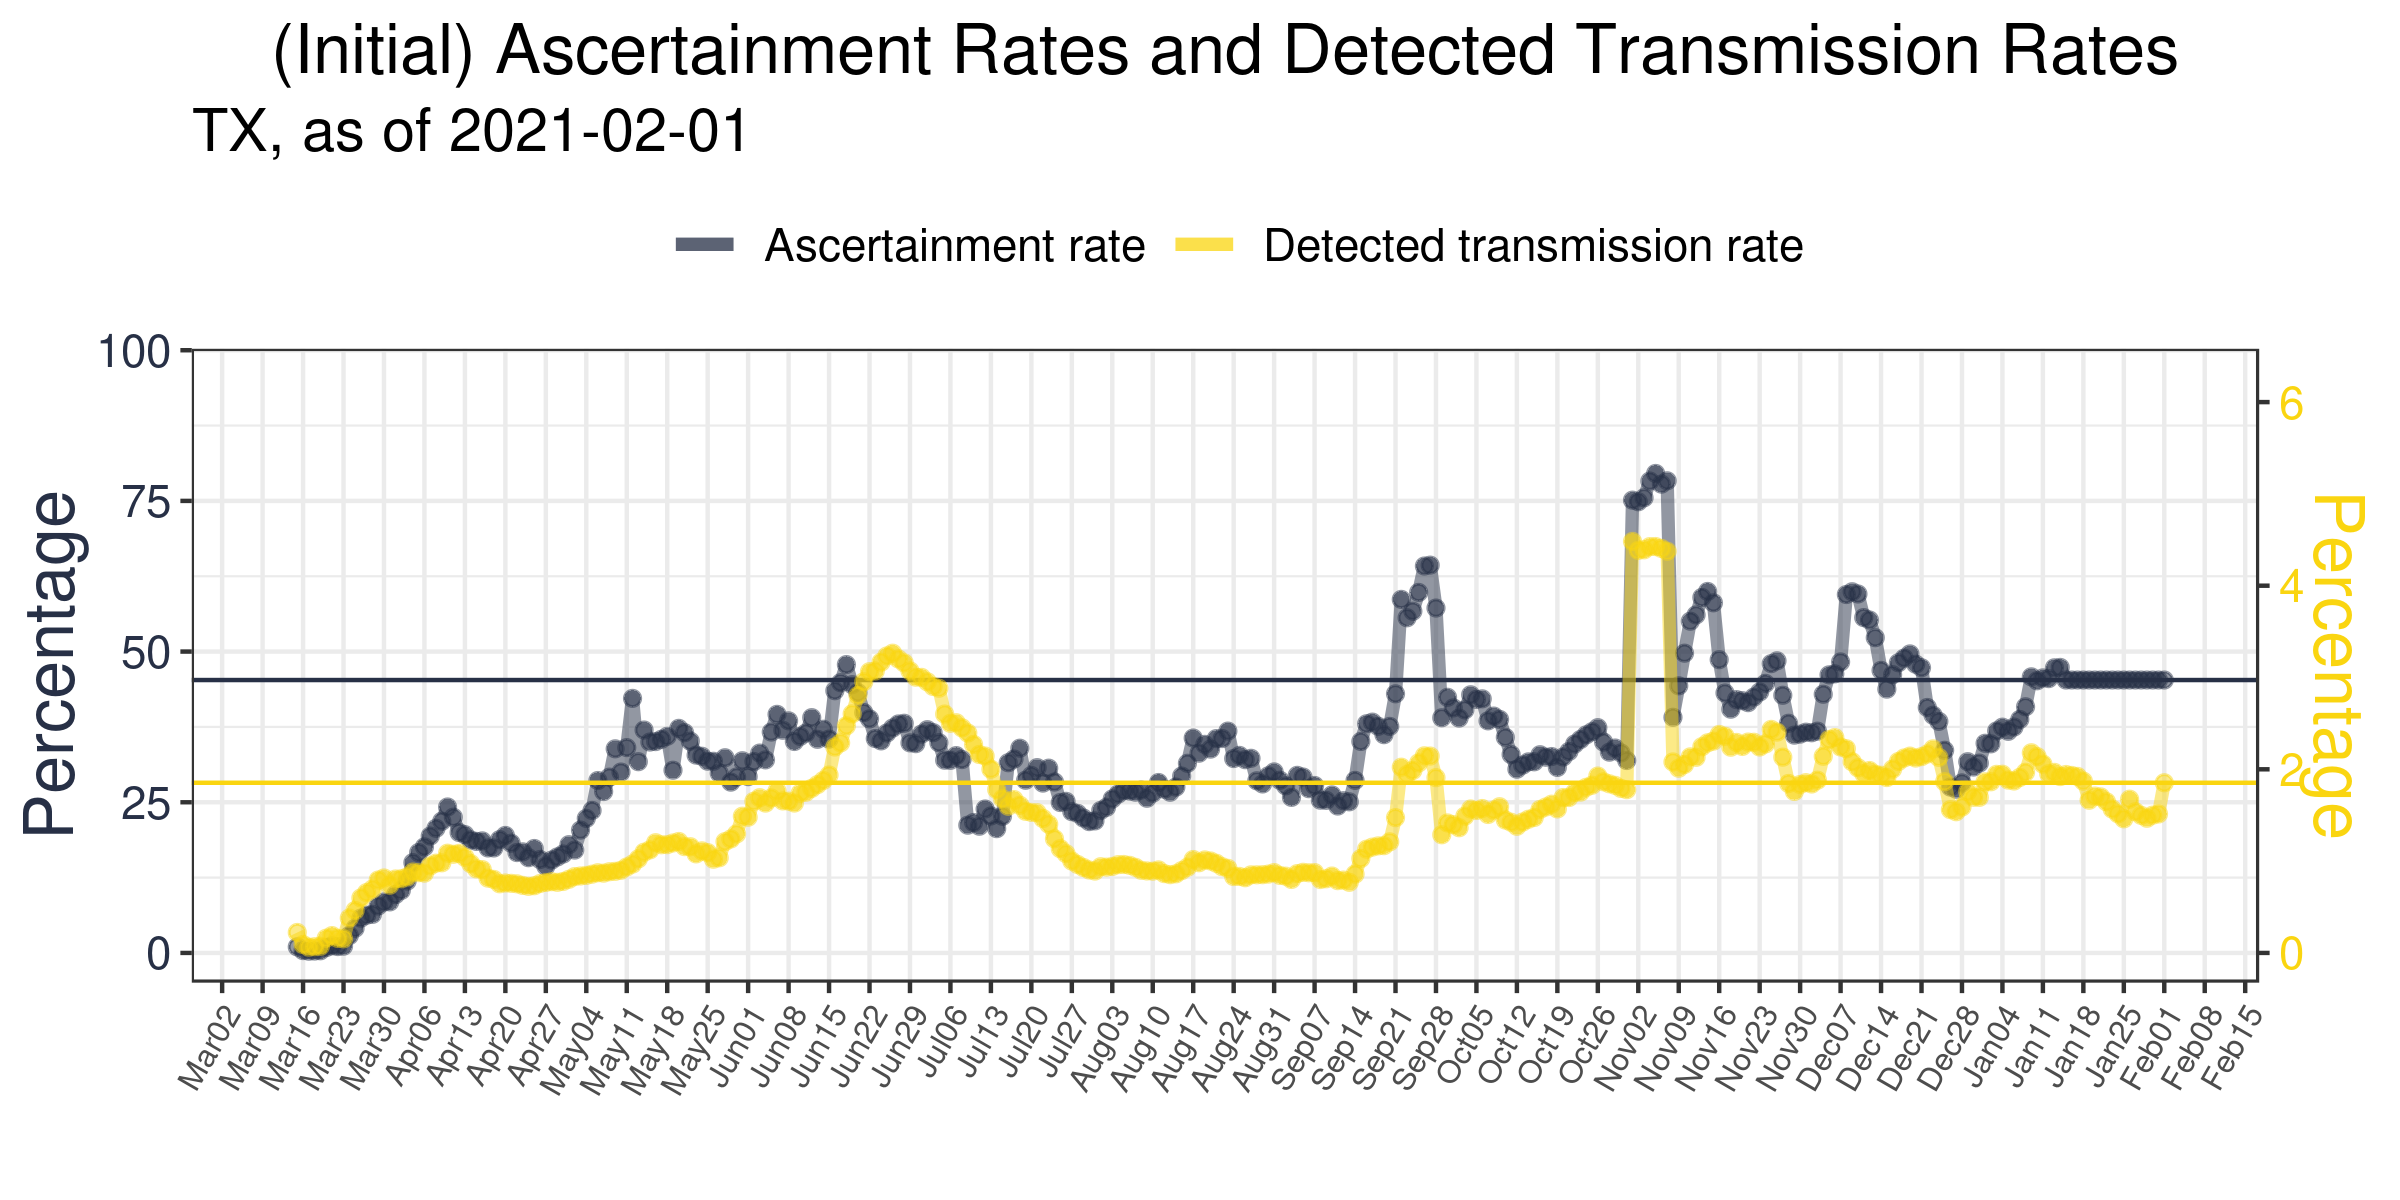 (Initial) Ascertainment Rates and Detected Transmission Rates
TX, as of 2021-02-01
Ascertainment rate
Detected transmission rate
Percentage
100
75
50
25
0
6
4
2
0
Percentage
Mar02
Mar09
Mar16
Mar23
Mar30
Apr06
Apr13
Apr20
Apr27
May04
May11
May18
May25
Jun01
Jun08
Jun15
Jun22
Jun29
Jul06
Jul13
Jul20
Jul27
Aug03
Aug10
Aug17
Aug24
Aug31
Sep07
Sep14
Sep21
Sep28
Oct05
Oct12
Oct19
Oct26
Nov02
Nov09
Nov16
Nov23
Nov30
Dec07
Dec14
Dec21
Dec28
Jan04
Jan11
Jan18
Jan25
Feb01
Feb08
Feb15